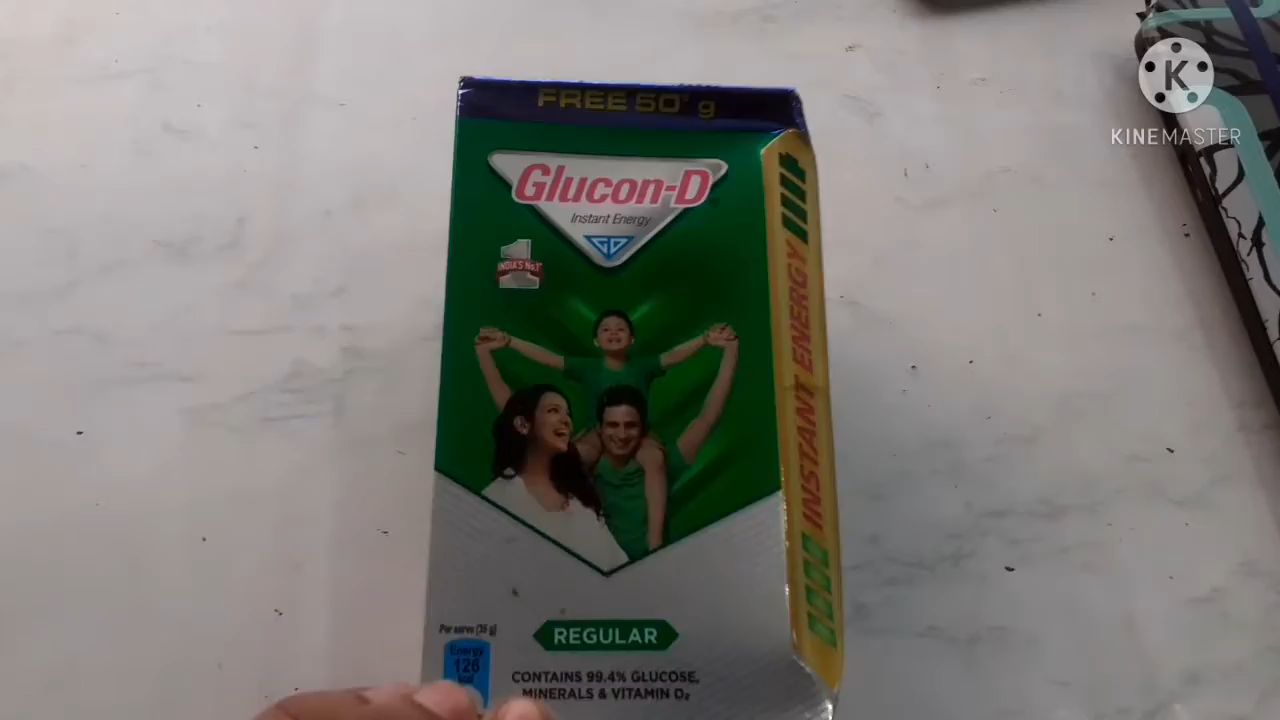 FREE 50* g
Glucon-D
Instant Energy
GD
1
INDIA'S No.1*
INSTANT ENERGY
Per serve (35 g)
Energy
126
kcal
REGULAR
CONTAINS 99.4% GLUCOSE,
MINERALS & VITAMIN D₂
K
KINEMASTER